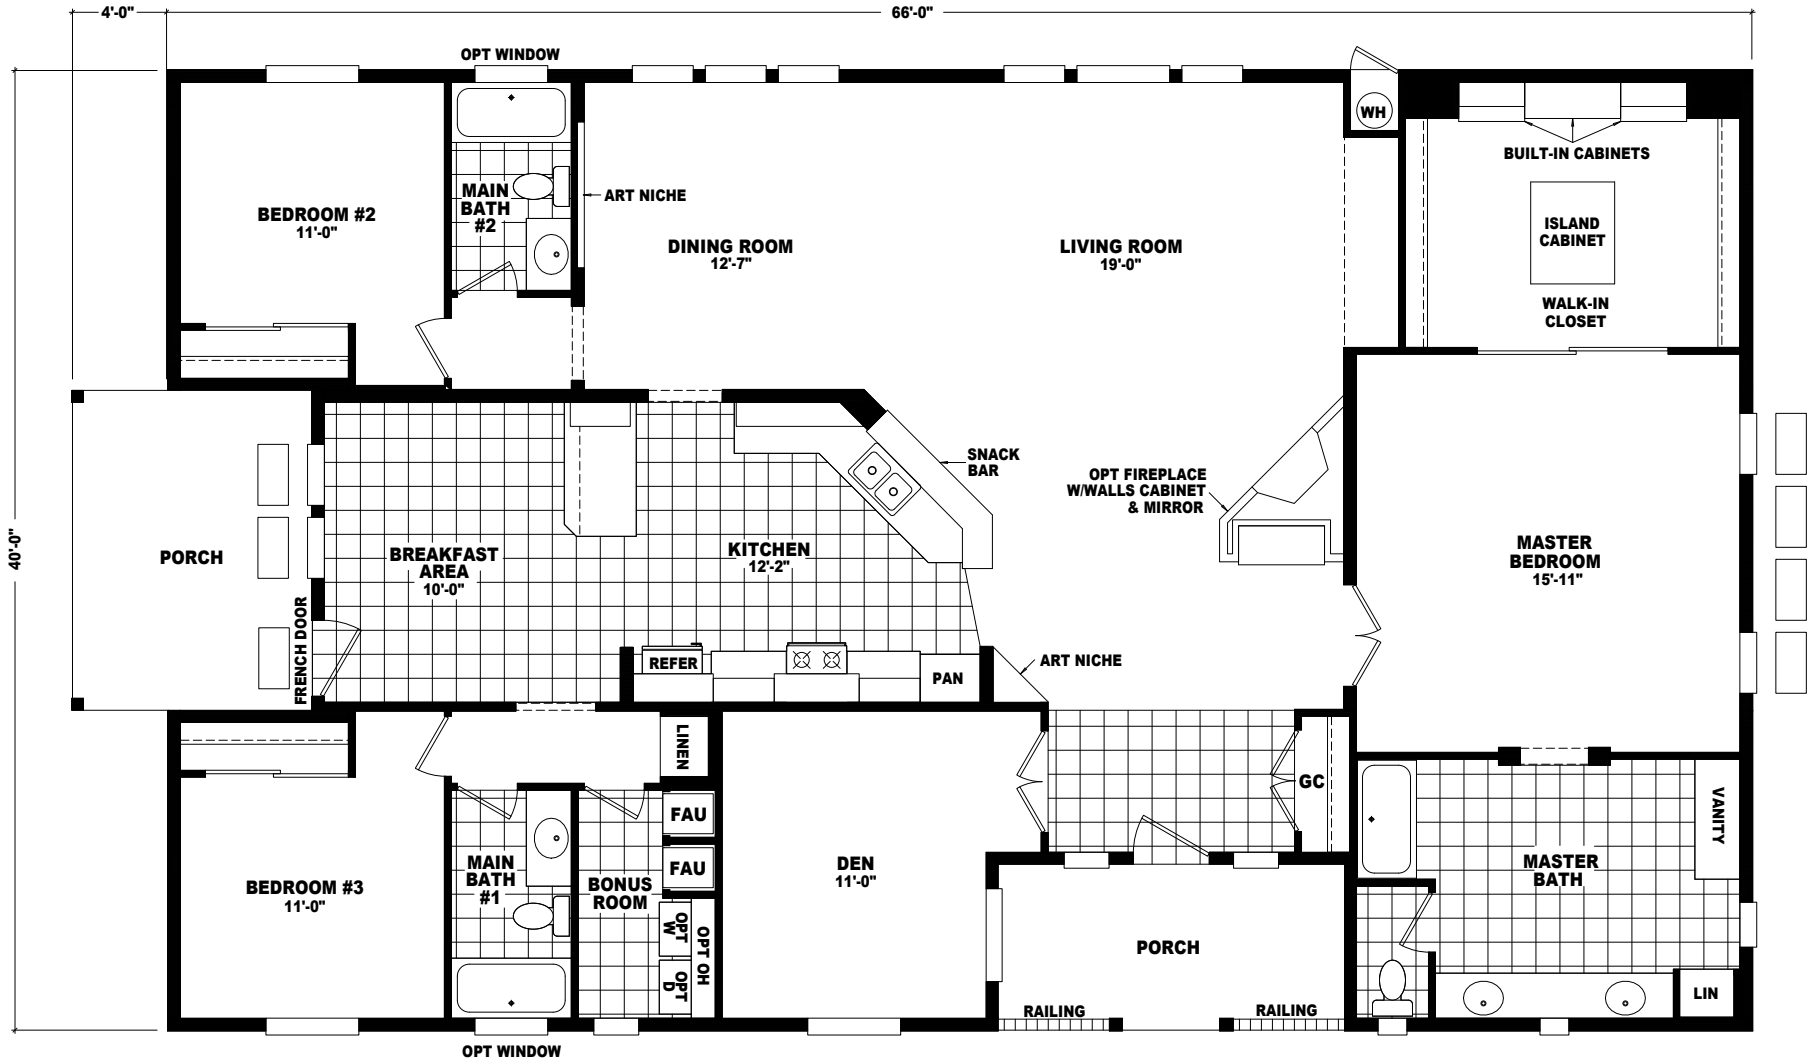 4'-0"
66'-0"
OPT WINDOW
WH
BUILT-IN CABINETS
MAIN
BATH
#2
ART NICHE
BEDROOM #2
11'-0"
ISLAND
CABINET
DINING ROOM
12'-7"
LIVING ROOM
19'-0"
WALK-IN
CLOSET
SNACK
BAR
OPT FIREPLACE
W/WALLS CABINET
& MIRROR
40'-0"
PORCH
BREAKFAST
AREA
10'-0"
KITCHEN
12'-2"
MASTER
BEDROOM
15'-11"
FRENCH DOOR
REFER
PAN
ART NICHE
LINEN
GC
FAU
VANITY
FAU
BEDROOM #3
11'-0"
MAIN
BATH
#1
BONUS
ROOM
DEN
11'-0"
MASTER
BATH
OPT
W
OPT OH
OPT
D
PORCH
LIN
RAILING
RAILING
OPT WINDOW